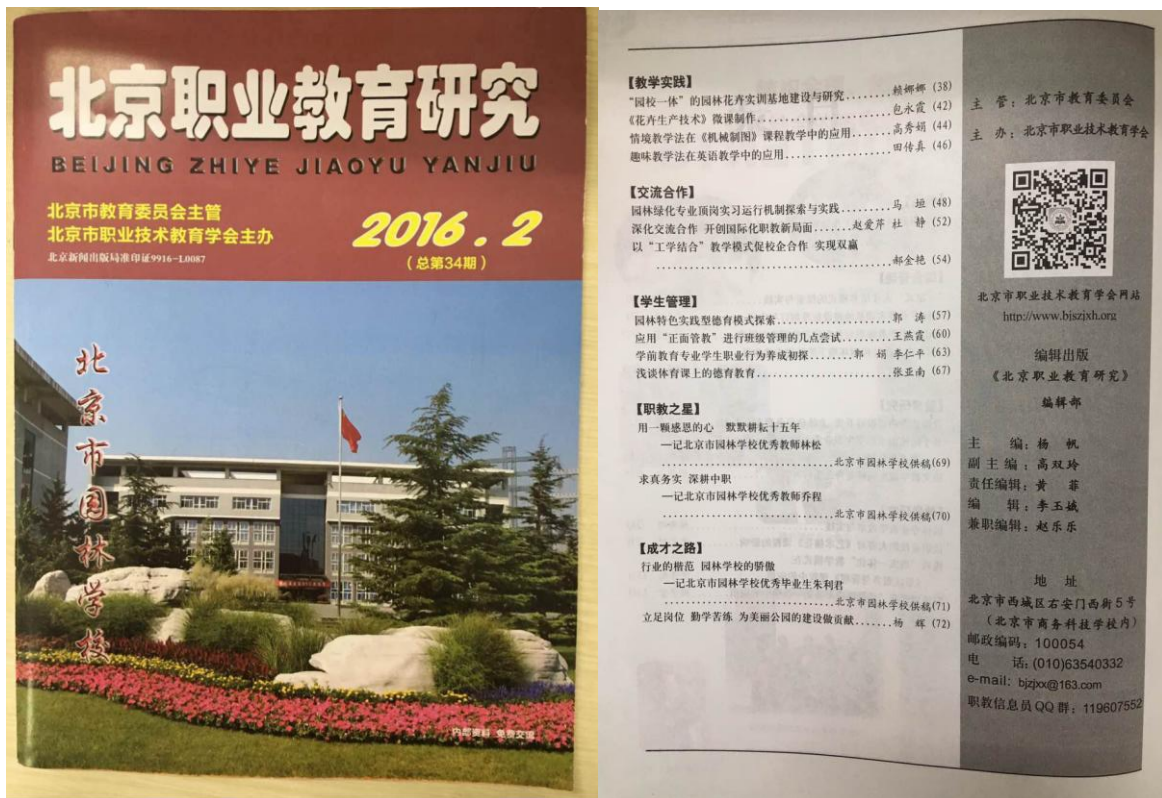 北京职业教育研究
BEIJING ZHIYE JIAOYU YANJIU
北京市教育委员会主管
北京市职业技术教育学会主办
北京新闻出版局准印证9916-L0087
2016.2
(总第34期)
北京市园林学校
内部资料 免费交流
【教学实践】
“园校一体”的园林花卉实训基地建设与研究........赖娜娜(38)
《花卉生产技术》微课制作....................包永霞(42)
情境教学法在《机械制图》课程教学中的应用.......高秀娟(44)
趣味教学法在英语教学中的应用.................田传真(46)
【交流合作】
园林绿化专业顶岗实习运行机制探索与实践.........马 垣(48)
深化交流合作 开创国际化职教新局面.......赵爱芹 杜 静(52)
以“工学结合”教学模式促校企合作 实现双赢
....................................郝金艳(54)
【学生管理】
园林特色实践型德育模式探索..................郭 涛(57)
应用“正面管教”进行班级管理的几点尝试.........王燕霞(60)
学前教育专业学生职业行为养成初探........郭 娟 李仁平(63)
浅谈体育课上的德育教育......................张亚南(67)
【职教之星】
用一颗感恩的心 默默耕耘十五年
—记北京市园林学校优秀教师林松
..........................北京市园林学校供稿(69)
求真务实 深耕中职
—记北京市园林学校优秀教师乔程
..........................北京市园林学校供稿(70)
【成才之路】
行业的楷范 园林学校的骄傲
—记北京市园林学校优秀毕业生朱利君
..........................北京市园林学校供稿(71)
立足岗位 勤学苦练 为美丽公园的建设做贡献.......杨 辉(72)
主 管：北京市教育委员会
主 办：北京市职业技术教育学会
北京市职业技术教育学会网站
http://www.bjszjxh.org
编辑出版
《北京职业教育研究》
编辑部
主 编：杨 帆
副主编：高双玲
责任编辑：黄 菲
编 辑：李玉娥
兼职编辑：赵乐乐
地 址
北京市西城区右安门西街5号
(北京市商务科技学校内)
邮政编码：100054
电 话：(010)63540332
e-mail: bjzjxx@163.com
职教信息员QQ群：119607552